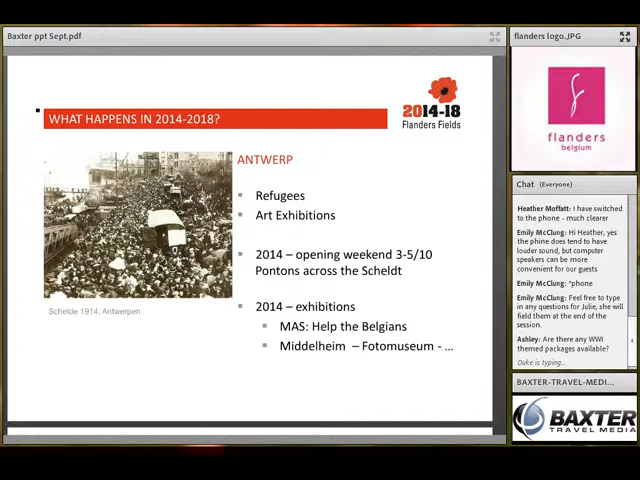 Baxter ppt Sept.pdf
WHAT HAPPENS IN 2014-2018?
2014-18
Flanders Fields
ANTWERP
Refugees
Art Exhibitions
2014 – opening weekend 3-5/10
Pontons across the Scheldt
2014 – exhibitions
MAS: Help the Belgians
Middelheim – Fotomuseum - ...
Schelde 1914, Antwerpen
flanders logo.JPG
flanders
belgium
Chat (Everyone)
Heather Moffatt: I have switched
to the phone - much clearer
Emily McClung: Hi Heather, yes
the phine does tend to have
louder sound, but computer
speakers can be more
convenient for our guests
Emily McClung: *phone
Emily McClung: Feel free to type
in any questions for Julie, she will
field them at the end of the
session.
Ashley: Are there any WWI
themed packages available?
Duke is typing...
BAXTER-TRAVEL-MEDI...
BAXTER
TRAVEL MEDIA